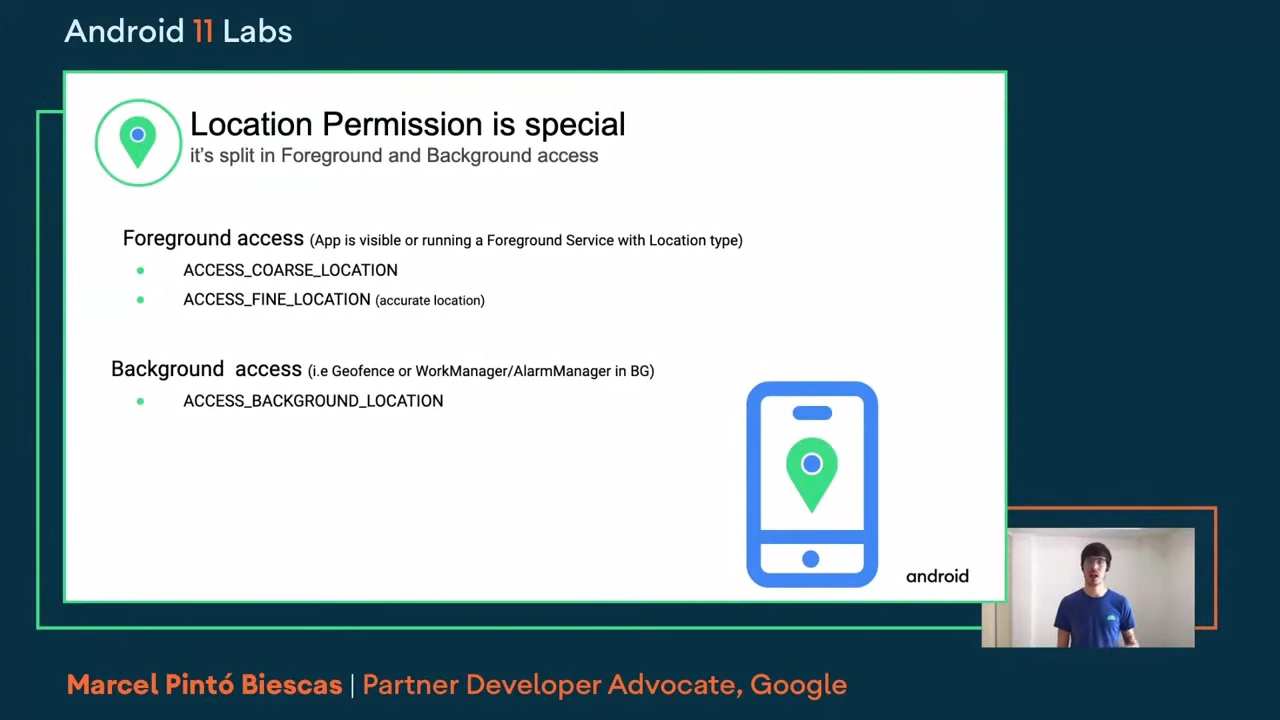 Android 11 Labs
Location Permission is special
it's split in Foreground and Background access
Foreground access (App is visible or running a Foreground Service with Location type)
ACCESS_COARSE_LOCATION
ACCESS_FINE_LOCATION (accurate location)
Background access (i.e Geofence or WorkManager/AlarmManager in BG)
ACCESS_BACKGROUND_LOCATION
android
Marcel Pintó Biescas | Partner Developer Advocate, Google